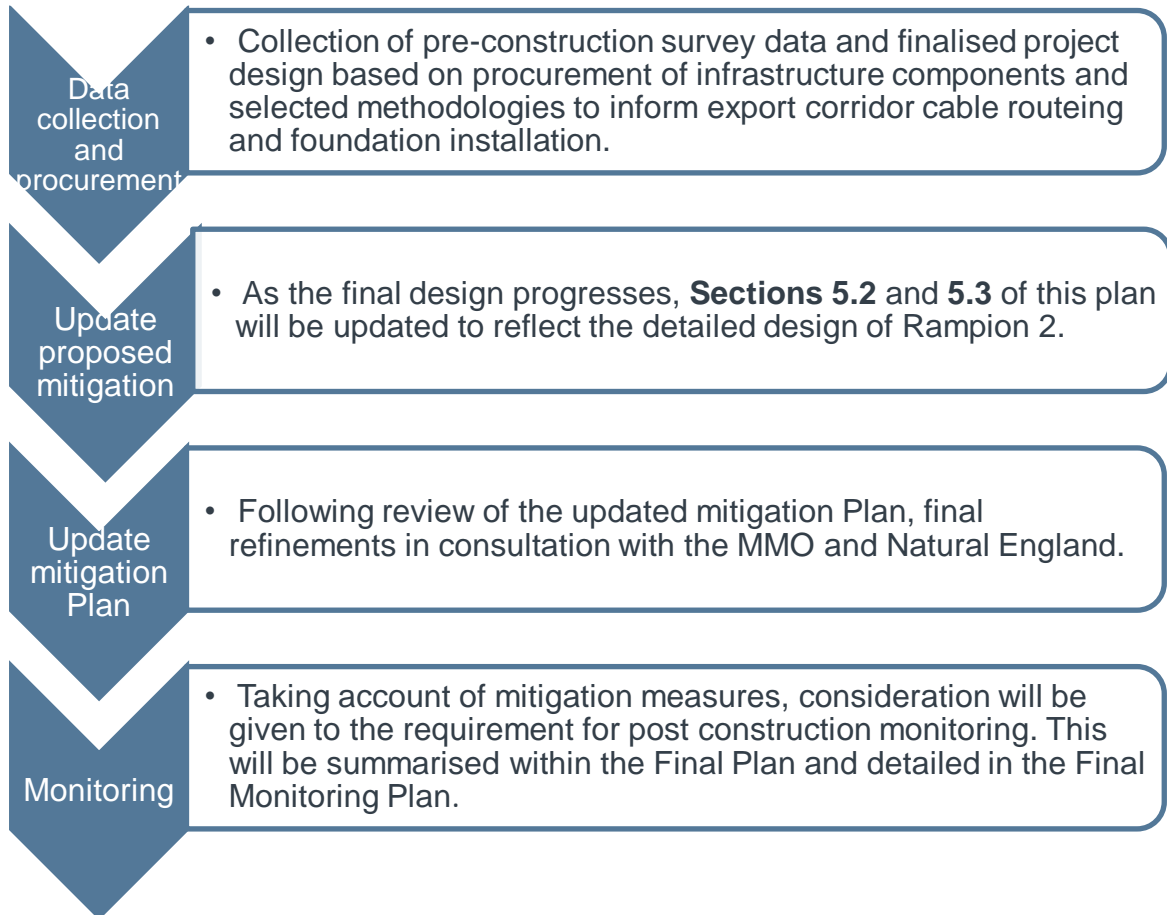 Data
collection
and
procurement
• Collection of pre-construction survey data and finalised project
design based on procurement of infrastructure components and
selected methodologies to inform export corridor cable routeing
and foundation installation.
Update
proposed
mitigation
• As the final design progresses, Sections 5.2 and 5.3 of this plan
will be updated to reflect the detailed design of Rampion 2.
Update
mitigation
Plan
• Following review of the updated mitigation Plan, final
refinements in consultation with the MMO and Natural England.
Monitoring
• Taking account of mitigation measures, consideration will be
given to the requirement for post construction monitoring. This
will be summarised within the Final Plan and detailed in the Final
Monitoring Plan.